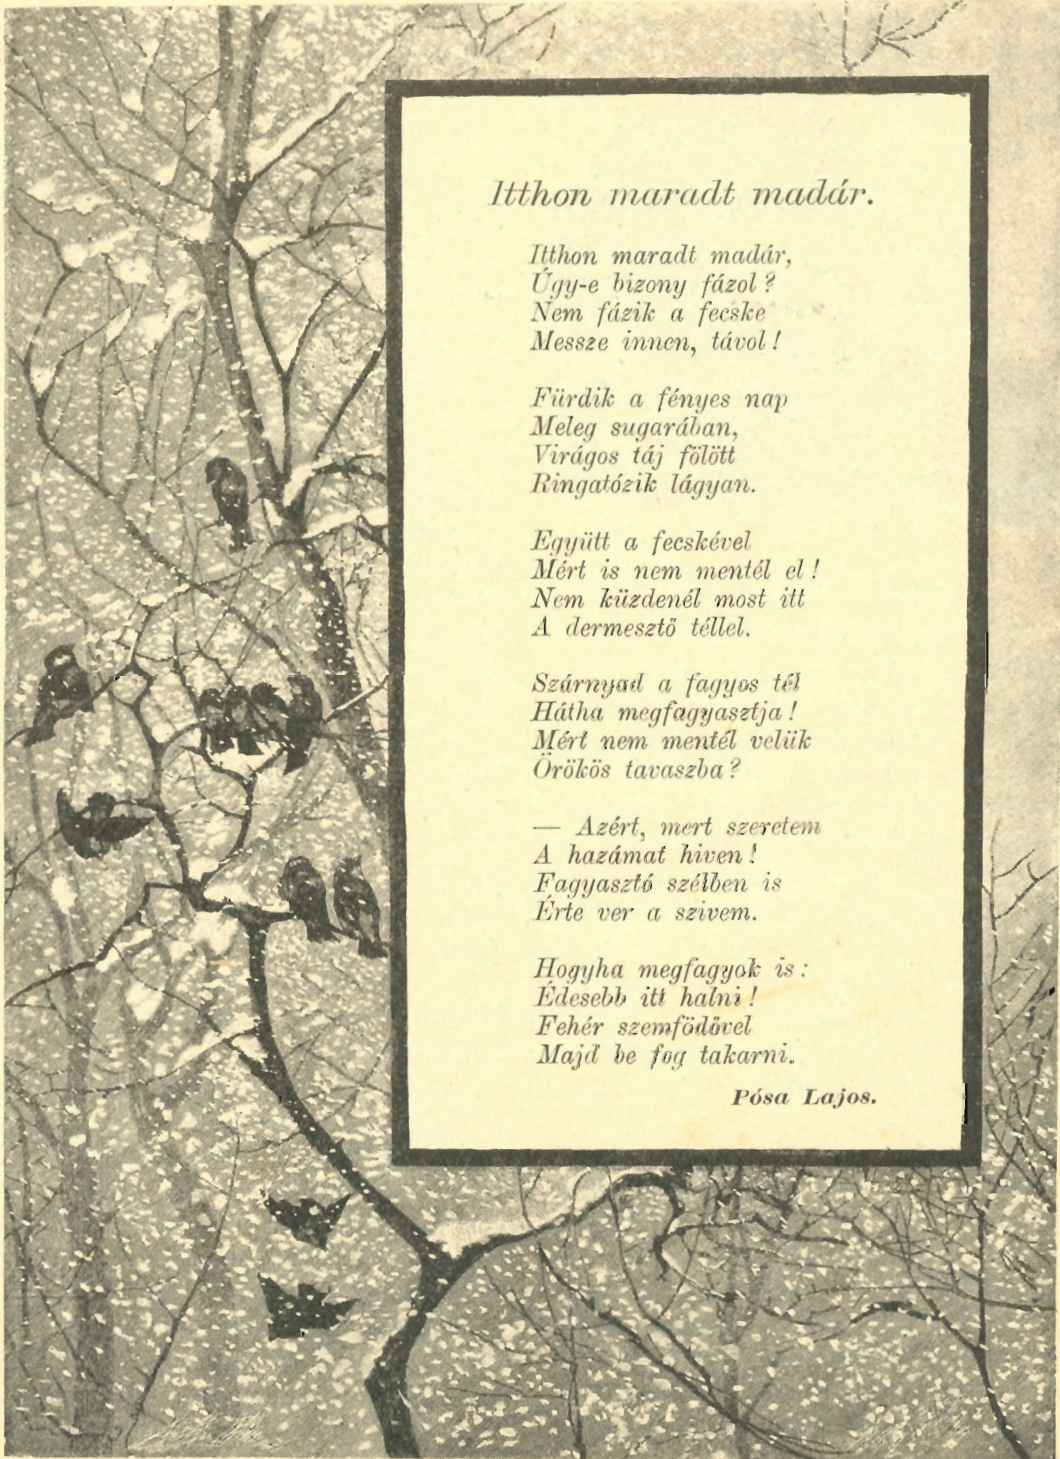 Itthon maradt madár.
Itthon maradt madár,
Úgy-e bizony fázol?
Nem fázik a fecske
Messze innen, távol!
Fürdik a fényes nap
Meleg sugarában,
Virágos táj fölött
Ringatózik lágyan.
Együtt a fecskével
Mért is nem mentél el!
Nem küzdenél most itt
A dermesztő téllel.
Szárnyad a fagyos tél
Hátha megfagyasztja!
Mért nem mentél velük
Örökös tavaszba?
— Azért, mert szeretem
A hazámat hiven!
Fagyasztó szélben is
Érte ver a szivem.
Hogyha megfagyok is:
Édesebb itt halni!
Fehér szemfödővel
Majd be fog takarni.
Pósa Lajos.